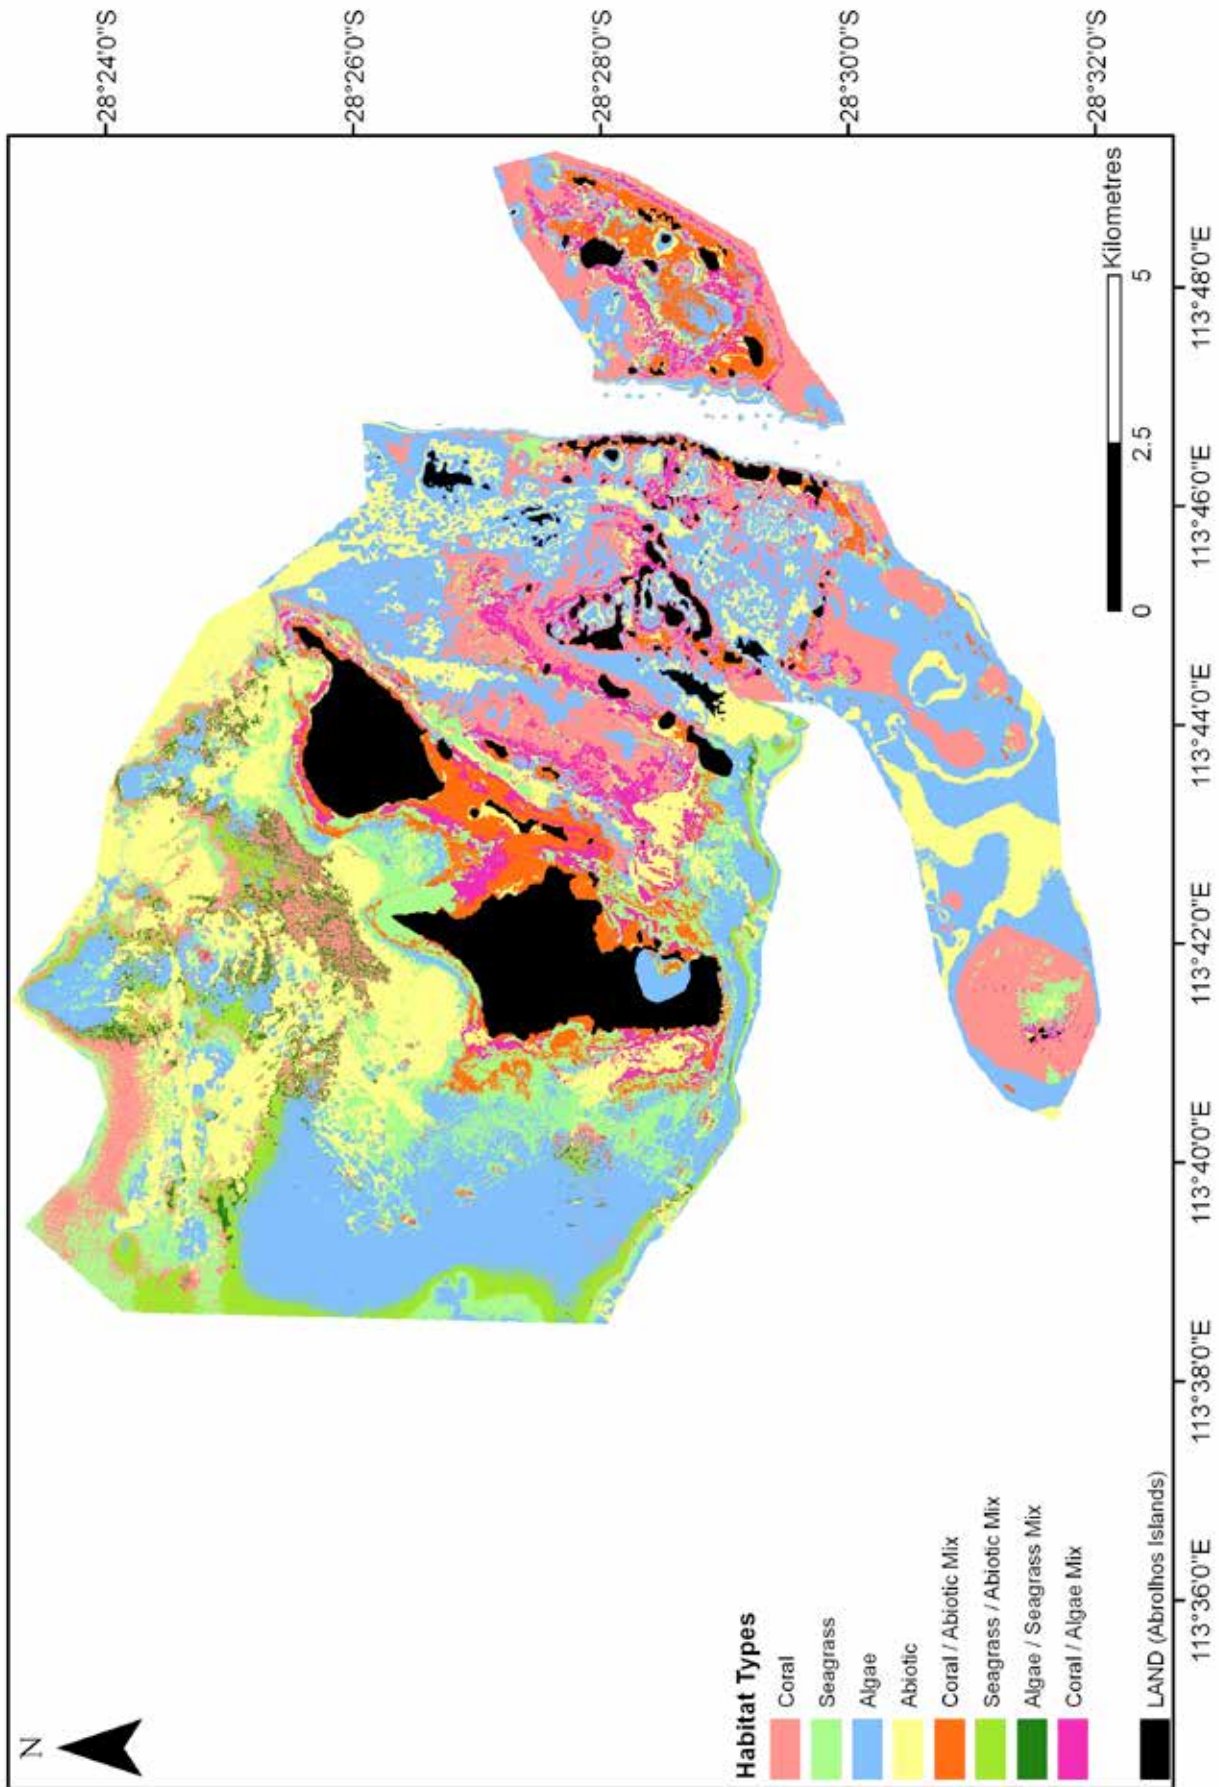 N
28°24'0"S
28°26'0"S
28°28'0"S
28°30'0"S
28°32'0"S
Habitat Types
Coral
Seagrass
Algae
Abiotic
Coral / Abiotic Mix
Seagrass / Abiotic Mix
Algae / Seagrass Mix
Coral / Algae Mix
LAND (Abrolhos Islands)
0 2.5 5
Kilometres
113°36'0"E
113°38'0"E
113°40'0"E
113°42'0"E
113°44'0"E
113°46'0"E
113°48'0"E